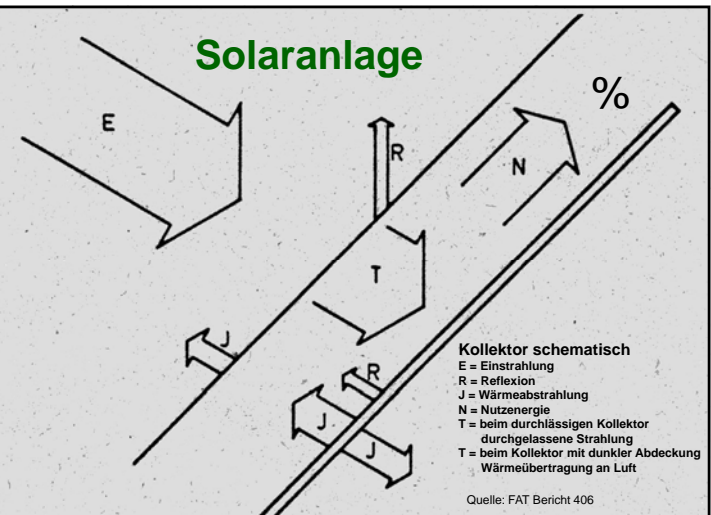 Solaranlage
%
E
R
N
T
J
R
J
J
Kollektor schematisch
E = Einstrahlung
R = Reflexion
J = Wärmeabstrahlung
N = Nutzenergie
T = beim durchlässigen Kollektor
durchgelassene Strahlung
T = beim Kollektor mit dunkler Abdeckung
Wärmeübertragung an Luft
Quelle: FAT Bericht 406